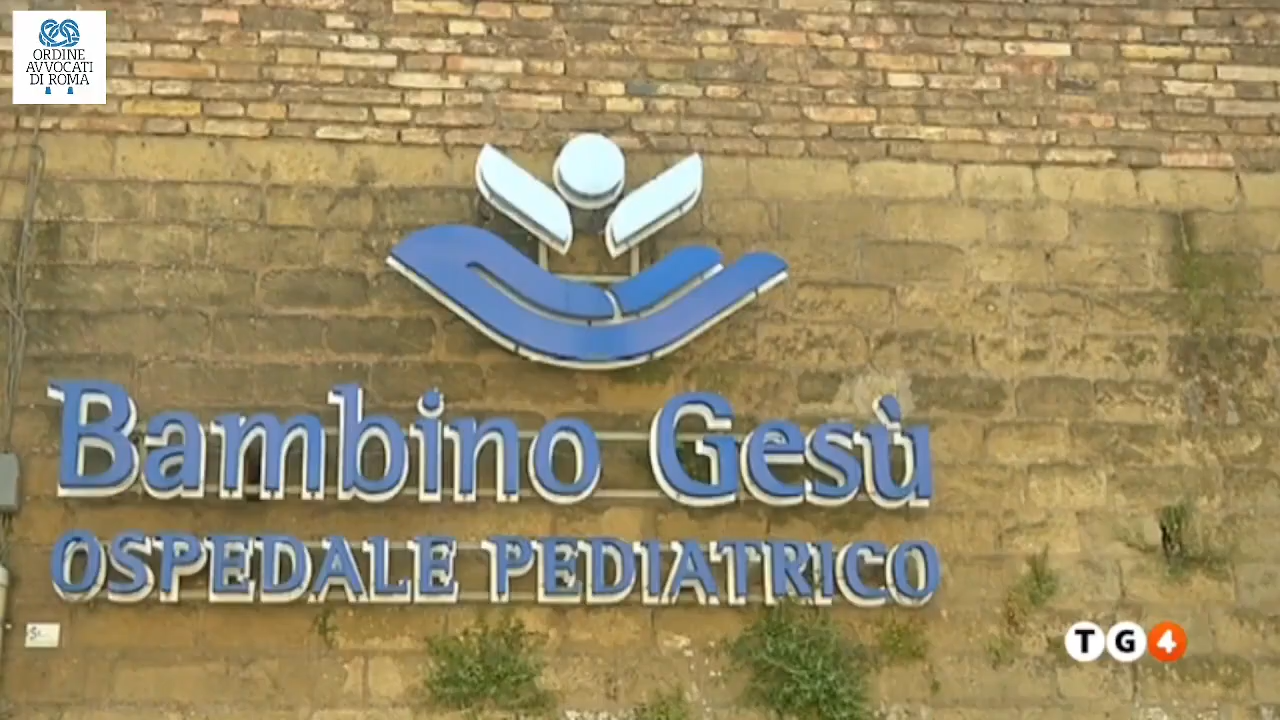 ORDINE
AVVOCATI
DI ROMA
Bambino Gesù
OSPEDALE PEDIATRICO
TG4